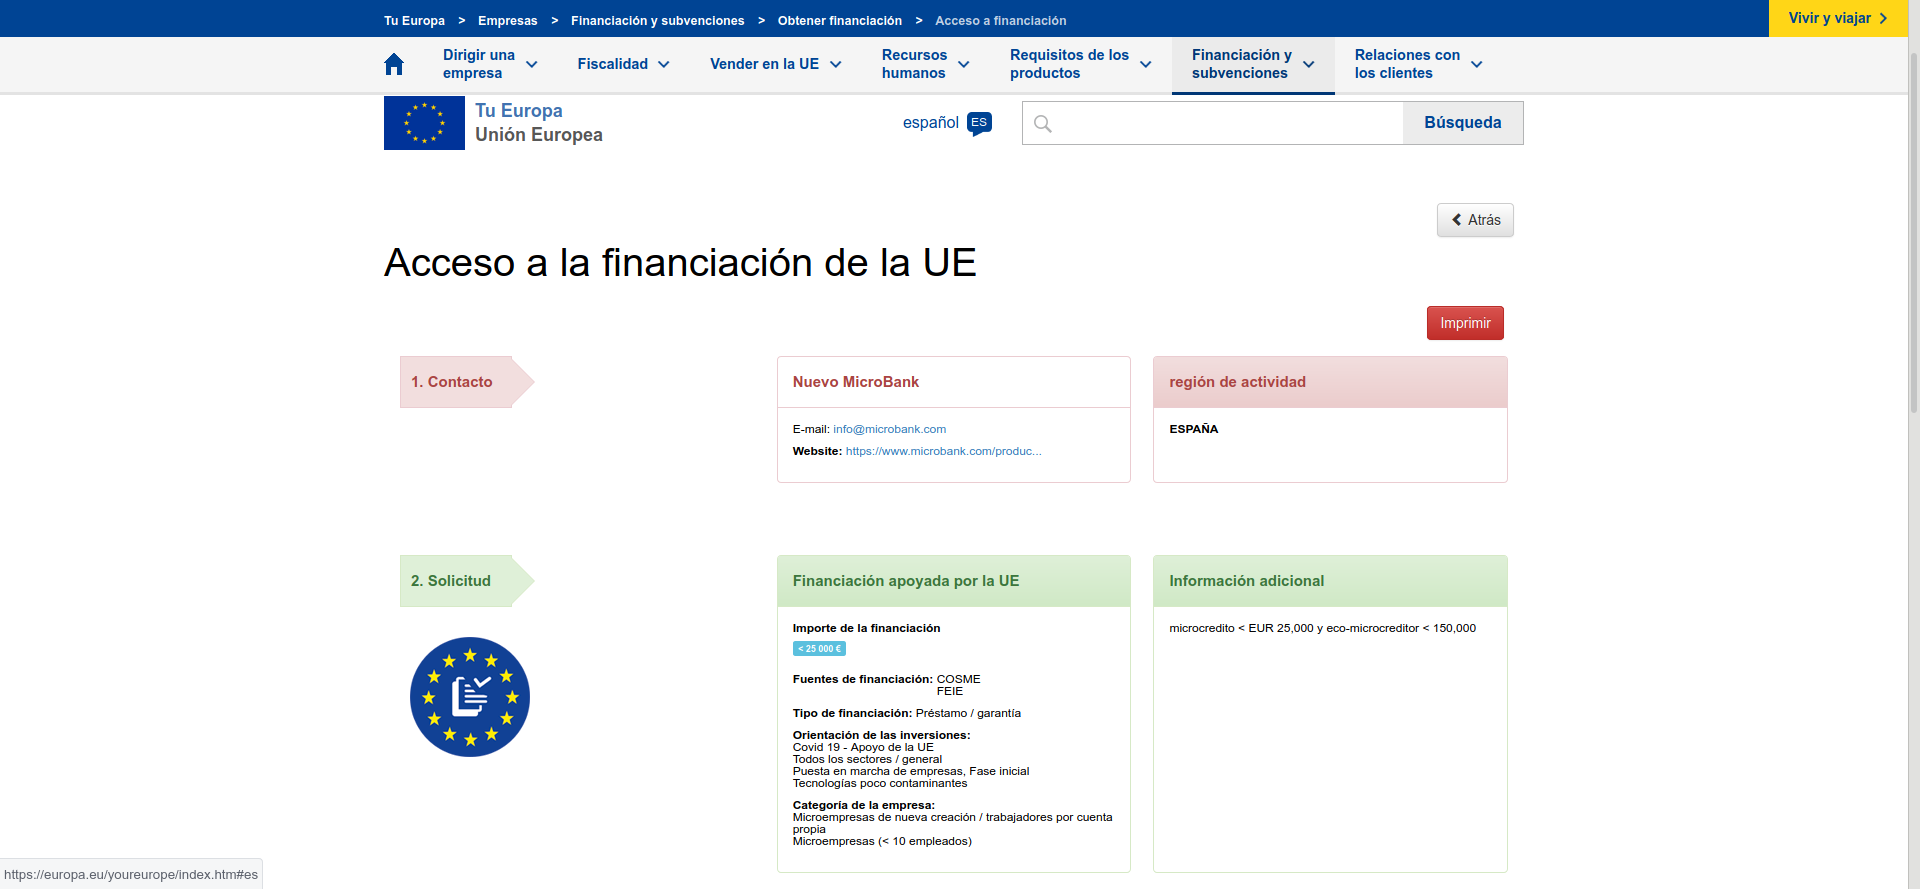 Tu Europa > Empresas > Financiación y subvenciones > Obtener financiación > Acceso a financiación
Vivir y viajar
Dirigir una
empresa
Fiscalidad
Vender en la UE
Recursos
humanos
Requisitos de los
productos
Financiación y
subvenciones
Relaciones con
los clientes
Tu Europa
Unión Europea
español ES
Búsqueda
Atrás
Acceso a la financiación de la UE
Imprimir
1. Contacto
Nuevo MicroBank
E-mail: info@microbank.com
Website: https://www.microbank.com/produc...
región de actividad
ESPAÑA
2. Solicitud
Financiación apoyada por la UE
Importe de la financiación
< 25 000 €
Fuentes de financiación: COSME
FEIE
Tipo de financiación: Préstamo / garantía
Orientación de las inversiones:
Covid 19 - Apoyo de la UE
Todos los sectores / general
Puesta en marcha de empresas, Fase inicial
Tecnologías poco contaminantes
Categoría de la empresa:
Microempresas de nueva creación / trabajadores por cuenta
propia
Microempresas (< 10 empleados)
Información adicional
microcredito < EUR 25,000 y eco-microcreditor < 150,000
https://europa.eu/youreurope/index.htm#es